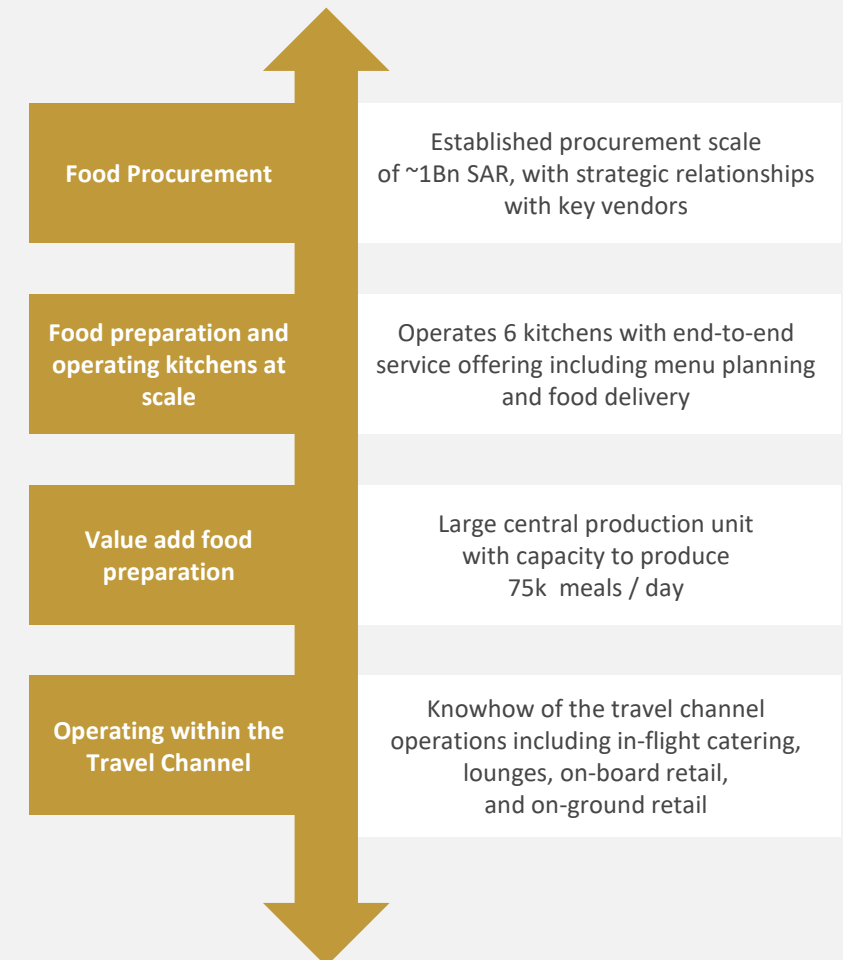 Food Procurement
Established procurement scale
of ~1Bn SAR, with strategic relationships
with key vendors
Food preparation and
operating kitchens at
scale
Operates 6 kitchens with end-to-end
service offering including menu planning
and food delivery
Value add food
preparation
Large central production unit
with capacity to produce
75k meals / day
Operating within the
Travel Channel
Knowhow of the travel channel
operations including in-flight catering,
lounges, on-board retail,
and on-ground retail